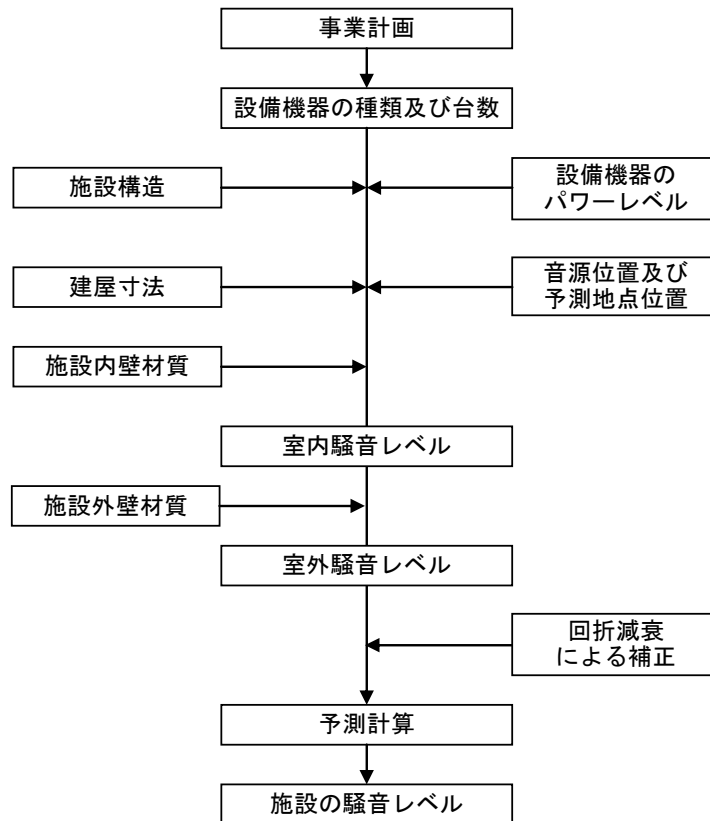 事業計画
設備機器の種類及び台数
施設構造
設備機器の
パワーレベル
建屋寸法
音源位置及び
予測地点位置
施設内壁材質
室内騒音レベル
施設外壁材質
室外騒音レベル
回折減衰
による補正
予測計算
施設の騒音レベル